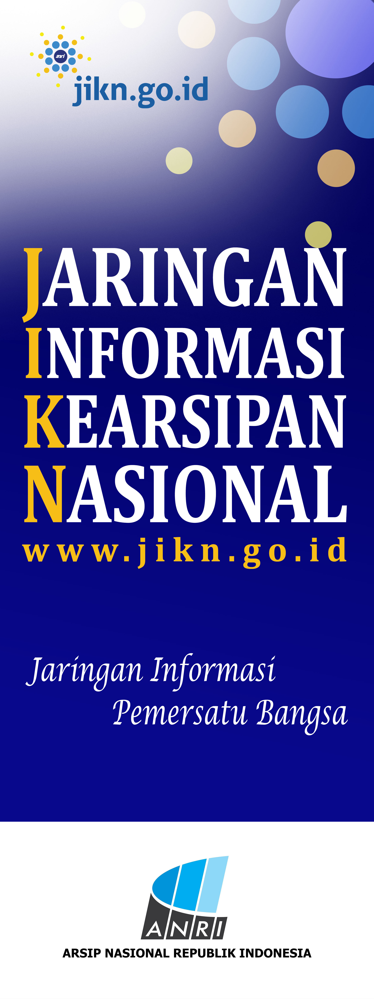 anri
jikn.go.id
JARINGAN
INFORMASI
KEARSIPAN
NASIONAL
www.jikn.go.id
Jaringan Informasi
Pemersatu Bangsa
ANRI
ARSIP NASIONAL REPUBLIK INDONESIA